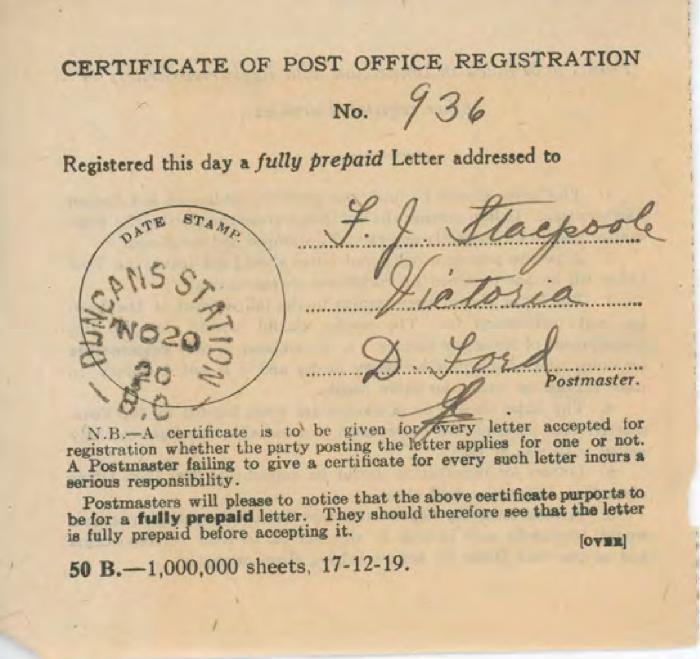 CERTIFICATE OF POST OFFICE REGISTRATION
No. 936
Registered this day a fully prepaid Letter addressed to
DATE STAMP.
F. J. Stacpoole
DUNCANS STATION
NO 20
Victoria
20
B.C
D. Ford
Postmaster.
N.B.—A certificate is to be given for every letter accepted for
registration whether the party posting the letter applies for one or not.
A Postmaster failing to give a certificate for every such letter incurs a
serious responsibility.
Postmasters will please to notice that the above certificate purports to
be for a fully prepaid letter. They should therefore see that the letter
is fully prepaid before accepting it.
[OVER]
50 B.—1,000,000 sheets, 17-12-19.